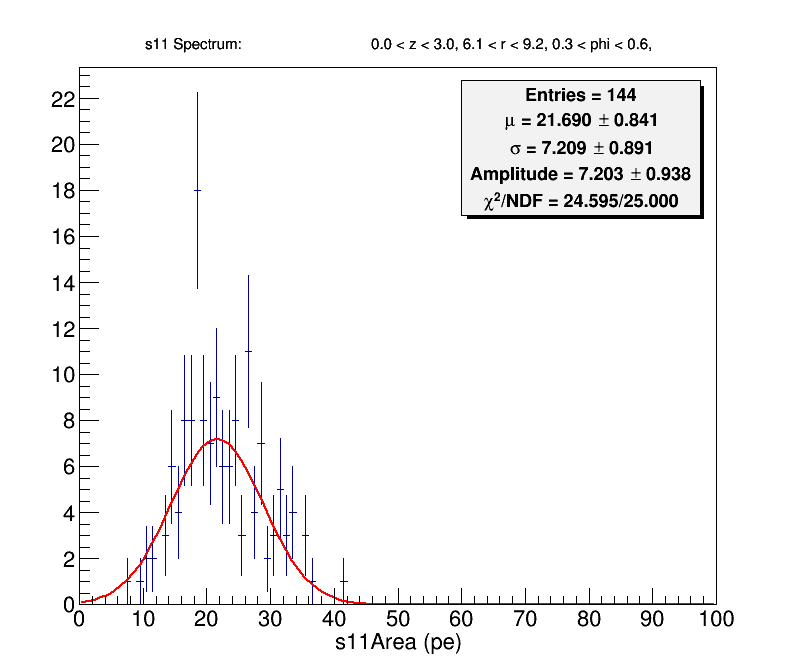 s11 Spectrum: 0.0 < z < 3.0, 6.1 < r < 9.2, 0.3 < phi < 0.6,
Entries = 144
μ = 21.690 ± 0.841
σ = 7.209 ± 0.891
Amplitude = 7.203 ± 0.938
χ²/NDF = 24.595/25.000
22
20
18
16
14
12
10
8
6
4
2
0
0 10 20 30 40 50 60 70 80 90 100
s11Area (pe)